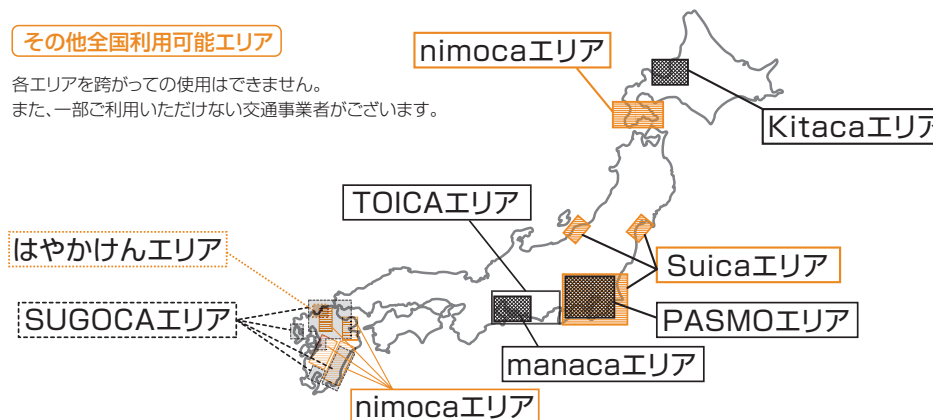 その他全国利用可能エリア
各エリアを跨がっての使用はできません。
また、一部ご利用いただけない交通事業者がございます。
nimocaエリア
Kitacaエリア
TOICAエリア
はやかけんエリア
Suicaエリア
SUGOCAエリア
PASMOエリア
manacaエリア
nimocaエリア